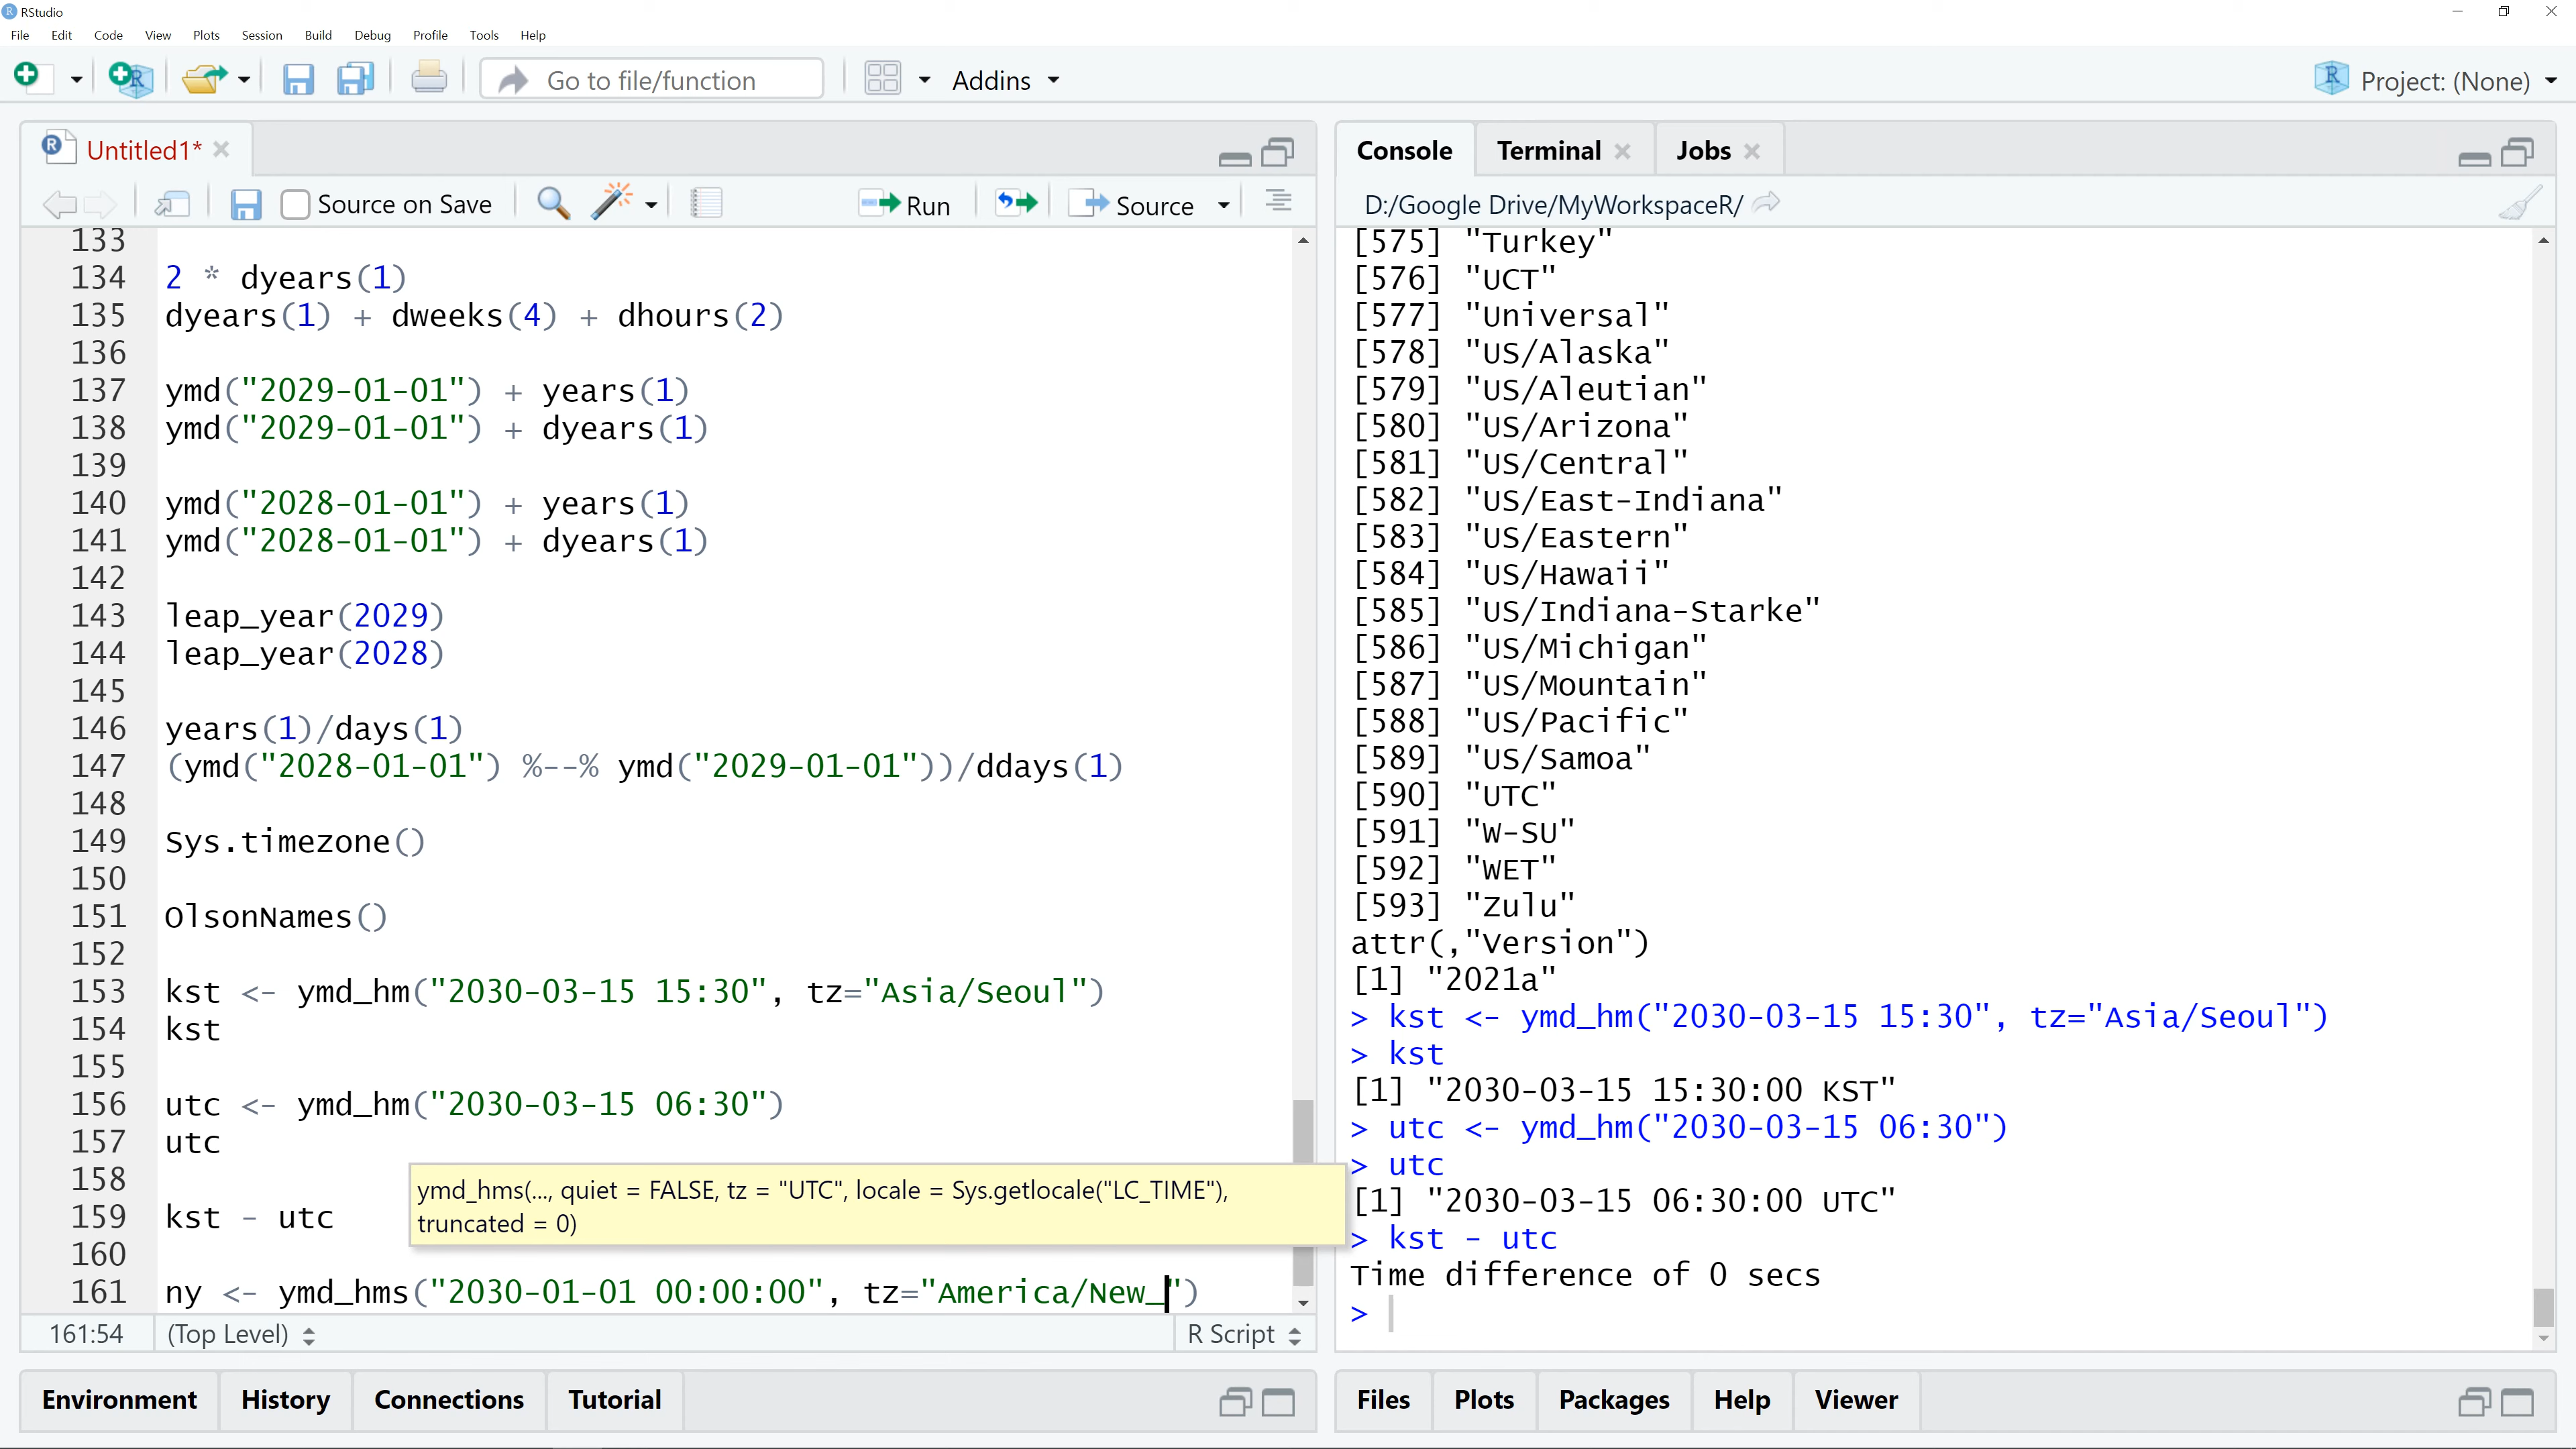 RStudio
File Edit Code View Plots Session Build Debug Profile Tools Help
Go to file/function Addins Project: (None)
Untitled1*
Source on Save Run Source
133
134 2 * dyears(1)
135 dyears(1) + dweeks(4) + dhours(2)
136
137 ymd("2029-01-01") + years(1)
138 ymd("2029-01-01") + dyears(1)
139
140 ymd("2028-01-01") + years(1)
141 ymd("2028-01-01") + dyears(1)
142
143 leap_year(2029)
144 leap_year(2028)
145
146 years(1)/days(1)
147 (ymd("2028-01-01") %--% ymd("2029-01-01"))/ddays(1)
148
149 Sys.timezone()
150
151 OlsonNames()
152
153 kst <- ymd_hm("2030-03-15 15:30", tz="Asia/Seoul")
154 kst
155
156 utc <- ymd_hm("2030-03-15 06:30")
157 utc
158
159 kst - utc
160
161 ny <- ymd_hms("2030-01-01 00:00:00", tz="America/New_")
ymd_hms(..., quiet = FALSE, tz = "UTC", locale = Sys.getlocale("LC_TIME"),
truncated = 0)
161:54 (Top Level) R Script
Environment History Connections Tutorial
Console Terminal Jobs
D:/Google Drive/MyWorkspaceR/
[575] "Turkey"
[576] "UCT"
[577] "Universal"
[578] "US/Alaska"
[579] "US/Aleutian"
[580] "US/Arizona"
[581] "US/Central"
[582] "US/East-Indiana"
[583] "US/Eastern"
[584] "US/Hawaii"
[585] "US/Indiana-Starke"
[586] "US/Michigan"
[587] "US/Mountain"
[588] "US/Pacific"
[589] "US/Samoa"
[590] "UTC"
[591] "W-SU"
[592] "WET"
[593] "Zulu"
attr(,"Version")
[1] "2021a"
> kst <- ymd_hm("2030-03-15 15:30", tz="Asia/Seoul")
> kst
[1] "2030-03-15 15:30:00 KST"
> utc <- ymd_hm("2030-03-15 06:30")
> utc
[1] "2030-03-15 06:30:00 UTC"
> kst - utc
Time difference of 0 secs
>
Files Plots Packages Help Viewer